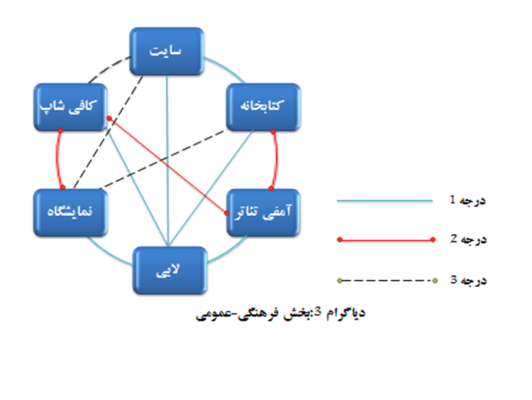 سایت
کافی شاپ
کتابخانه
نمایشگاه
آمفی تئاتر
لابی
درجه 1
درجه 2
درجه 3
دیاگرام 3:بخش فرهنگی-عمومی